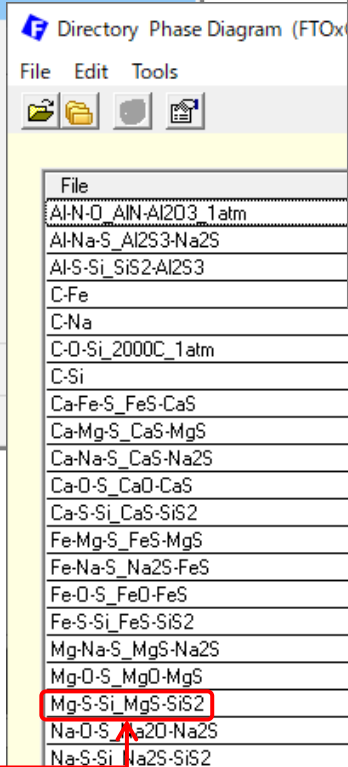 Directory Phase Diagram (FTOx
File Edit Tools
File
Al-N-O_AlN-Al2O3_1atm
Al-Na-S_Al2S3-Na2S
Al-S-Si_SiS2-Al2S3
C-Fe
C-Na
C-O-Si_2000C_1atm
C-Si
Ca-Fe-S_FeS-CaS
Ca-Mg-S_CaS-MgS
Ca-Na-S_CaS-Na2S
Ca-O-S_CaO-CaS
Ca-S-Si_CaS-SiS2
Fe-Mg-S_FeS-MgS
Fe-Na-S_Na2S-FeS
Fe-O-S_FeO-FeS
Fe-S-Si_FeS-SiS2
Mg-Na-S_MgS-Na2S
Mg-O-S_MgO-MgS
Mg-S-Si_MgS-SiS2
Na-O-S_Na2O-Na2S
Na-S-Si_Na2S-SiS2